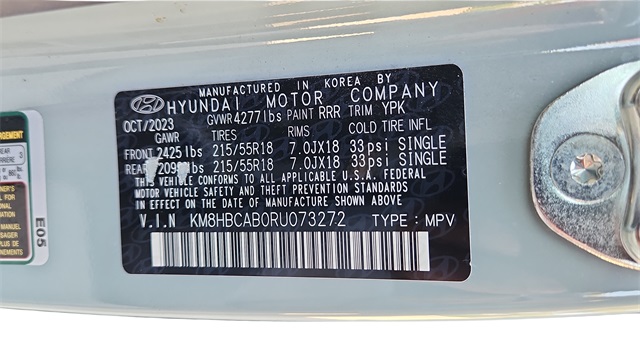 MANUFACTURED IN KOREA BY
HYUNDAI MOTOR COMPANY
OCT/2023 GVWR 4277lbs PAINT RRR TRIM YPK
GAWR TIRES RIMS COLD TIRE INFL
FRONT 2425lbs 215/55R18 7.0JX18 33psi SINGLE
REAR lbs 215/55R18 7.0JX18 33psi SINGLE
THIS VEHICLE CONFORMS TO ALL APPLICABLE U.S.A. FEDERAL
MOTOR VEHICLE SAFETY AND THEFT PREVENTION STANDARDS
IN EFFECT ON THE DATE OF MANUFACTURE SHOWN ABOVE
V.I.N KM8HBCAB0RU073272 TYPE : MPV
E05